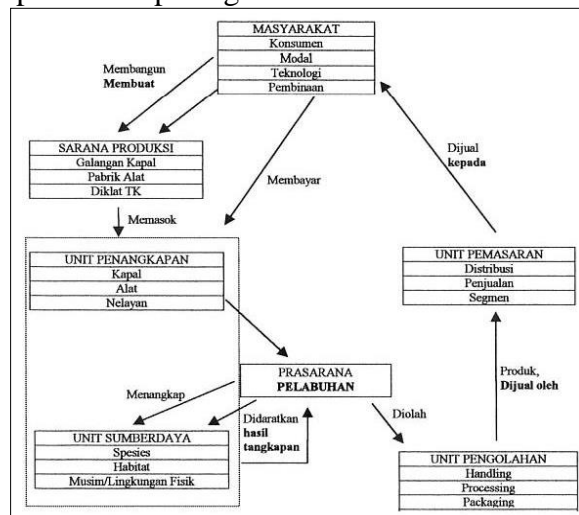 MASYARAKAT
Konsumen
Modal
Teknologi
Pembinaan
Membangun
Membuat
SARANA PRODUKSI
Galangan Kapal
Pabrik Alat
Diklat TK
Membayar
Dijual
kepada
Memasok
UNIT PENANGKAPAN
Kapal
Alat
Nelayan
UNIT PEMASARAN
Distribusi
Penjualan
Segmen
PRASARANA
PELABUHAN
Produk,
Dijual oleh
Menangkap
Didaratkan
hasil
tangkapan
Diolah
UNIT SUMBERDAYA
Spesies
Habitat
Musim/Lingkungan Fisik
UNIT PENGOLAHAN
Handling
Processing
Packaging